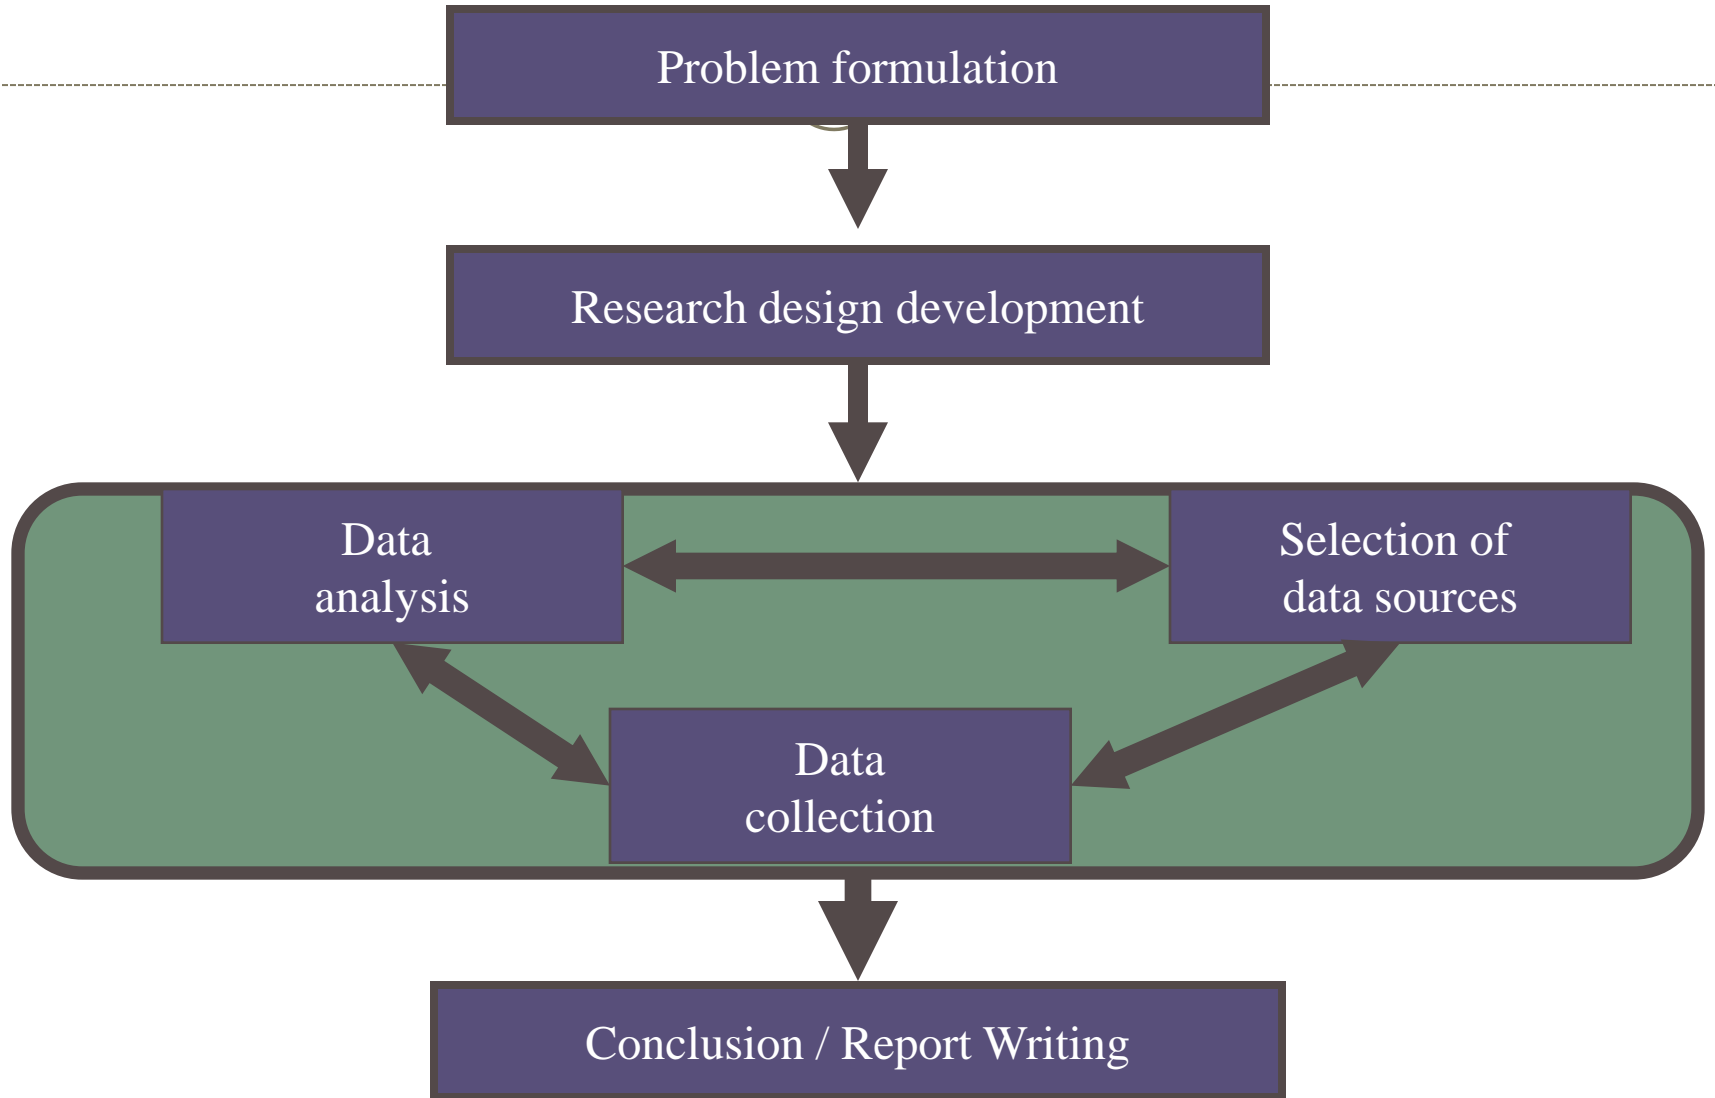 Problem formulation
Research design development
Data
analysis
Selection of
data sources
Data
collection
Conclusion / Report Writing